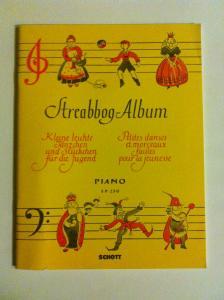 Streabbog-Album
Kleine leichte
Tänzchen
und Stückchen
für die Jugend
Petites danses
et morceaux
faciles
pour la jeunesse
PIANO
SCHOTT